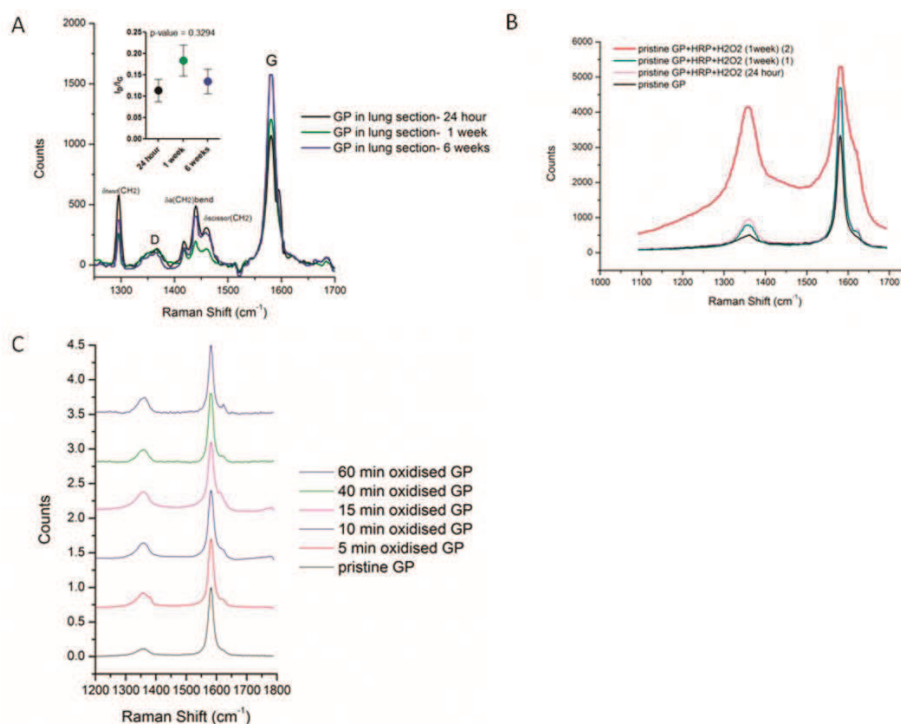 A
p-value = 0.3294
I_D/I_G
0.25
0.20
0.15
0.10
0.05
0.00
24 hour
1 week
6 weeks
G
GP in lung section- 24 hour
GP in lung section- 1 week
GP in lung section- 6 weeks
δa(CH2)bend
δscissor(CH2)
D
Counts
2000
1500
1000
500
0
1300
1400
1500
1600
1700
Raman Shift (cm⁻¹)
B
pristine GP+HRP+H2O2 (1week) (2)
pristine GP+HRP+H2O2 (1week) (1)
pristine GP+HRP+H2O2 (24 hour)
pristine GP
Counts
6000
5000
4000
3000
2000
1000
0
1000
1100
1200
1300
1400
1500
1600
1700
Raman Shift (cm⁻¹)
C
4.5
4.0
3.5
3.0
2.5
2.0
1.5
1.0
0.5
0.0
Counts
60 min oxidised GP
40 min oxidised GP
15 min oxidised GP
10 min oxidised GP
5 min oxidised GP
pristine GP
1200
1300
1400
1500
1600
1700
1800
Raman Shift (cm⁻¹)